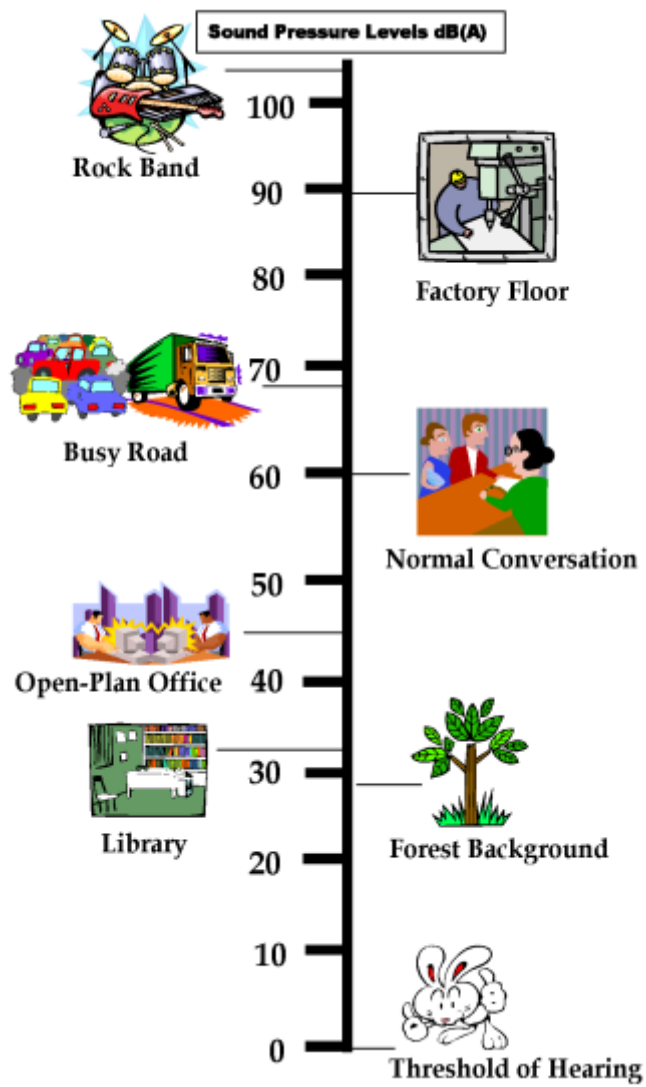 Sound Pressure Levels dB(A)
100
Rock Band
90
80
Factory Floor
70
Busy Road
60
Normal Conversation
50
Open-Plan Office
40
30
Library
Forest Background
20
10
0
Threshold of Hearing